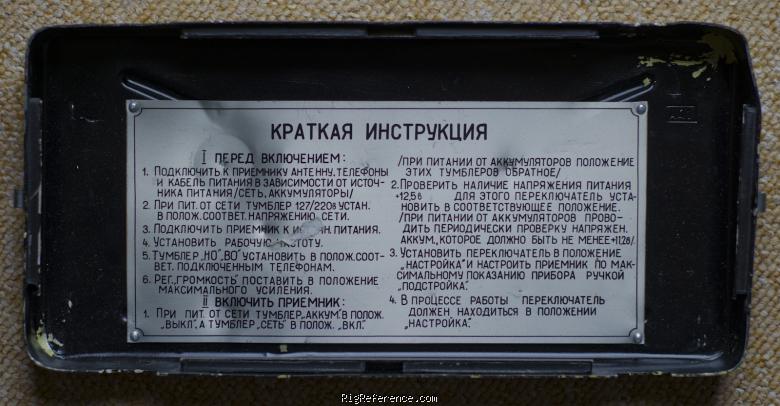 КРАТКАЯ ИНСТРУКЦИЯ
I ПЕРЕД ВКЛЮЧЕНИЕМ:
1. ПОДКЛЮЧИТЬ К ПРИЕМНИКУ АНТЕННУ, ТЕЛЕФОНЫ
И КАБЕЛЬ ПИТАНИЯ В ЗАВИСИМОСТИ ОТ ИСТОЧ-
НИКА ПИТАНИЯ /СЕТЬ, АККУМУЛЯТОРЫ/
2. ПРИ ПИТ. ОТ СЕТИ ТУМБЛЕР 127/220в УСТАН.
В ПОЛОЖ. СООТВЕТ. НАПРЯЖЕНИЮ СЕТИ.
3. ПОДКЛЮЧИТЬ ПРИЕМНИК К ПИТАНИЯ.
4. УСТАНОВИТЬ РАБОЧУЮ ЧАСТОТУ.
5. ТУМБЛЕР „НО", ВО" УСТАНОВИТЬ В ПОЛОЖ. СООТ-
ВЕТ. ПОДКЛЮЧЕННЫМ ТЕЛЕФОНАМ.
6. РЕГ. „ГРОМКОСТЬ" ПОСТАВИТЬ В ПОЛОЖЕНИЕ
МАКСИМАЛЬНОГО УСИЛЕНИЯ.
II ВКЛЮЧИТЬ ПРИЕМНИК:
1. ПРИ ПИТ. ОТ СЕТИ ТУМБЛЕР „АККУМ." В ПОЛОЖ.
„ВЫКЛ", А ТУМБЛЕР „СЕТЬ" В ПОЛОЖ. „ВКЛ."
/ПРИ ПИТАНИИ ОТ АККУМУЛЯТОРОВ ПОЛОЖЕНИЕ
ЭТИХ ТУМБЛЕРОВ ОБРАТНОЕ/
2. ПРОВЕРИТЬ НАЛИЧИЕ НАПРЯЖЕНИЯ ПИТАНИЯ
+12,5в ДЛЯ ЭТОГО ПЕРЕКЛЮЧАТЕЛЬ УСТА-
НОВИТЬ В СООТВЕТСТВУЮЩЕЕ ПОЛОЖЕНИЕ.
/ПРИ ПИТАНИИ ОТ АККУМУЛЯТОРОВ ПРОВО-
ДИТЬ ПЕРИОДИЧЕСКИ ПРОВЕРКУ НАПРЯЖЕН.
АККУМ., КОТОРОЕ ДОЛЖНО БЫТЬ НЕ МЕНЕЕ +11,2в/.
3. УСТАНОВИТЬ ПЕРЕКЛЮЧАТЕЛЬ В ПОЛОЖЕНИЕ
„НАСТРОЙКА" И НАСТРОИТЬ ПРИЕМНИК ПО МАК-
СИМАЛЬНОМУ ПОКАЗАНИЮ ПРИБОРА РУЧКОЙ
„ПОДСТРОЙКА".
4. В ПРОЦЕССЕ РАБОТЫ ПЕРЕКЛЮЧАТЕЛЬ
ДОЛЖЕН НАХОДИТЬСЯ В ПОЛОЖЕНИИ
„НАСТРОЙКА".
RigReference.com